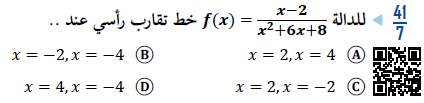 41/7 ◂ للدالة f(x) = (x−2)/(x²+6x+8) خط تقارب رأسي عند ..
x = 2, x = 4 Ⓐ
x = −2, x = −4 Ⓑ
x = 2, x = −2 Ⓒ
x = 4, x = −4 Ⓓ